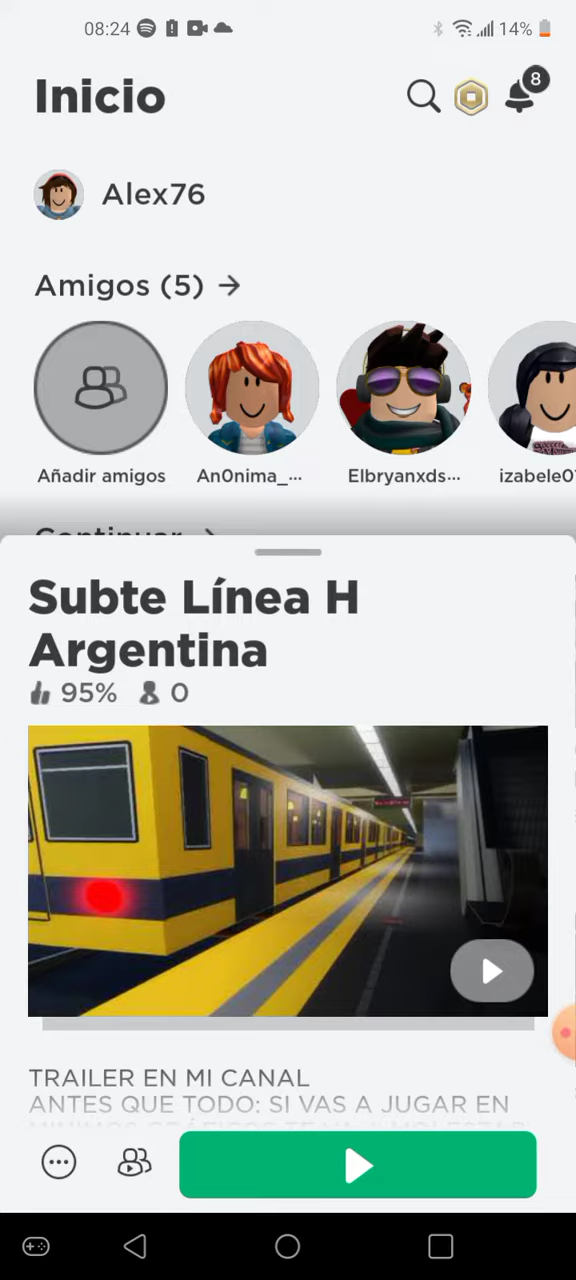 08:24
14%
Inicio
8
Alex76
Amigos (5) →
Añadir amigos
An0nima_...
Elbryanxds...
izabele0
Continuar
Subte Línea H
Argentina
95%
0
TRAILER EN MI CANAL
ANTES QUE TODO: SI VAS A JUGAR EN